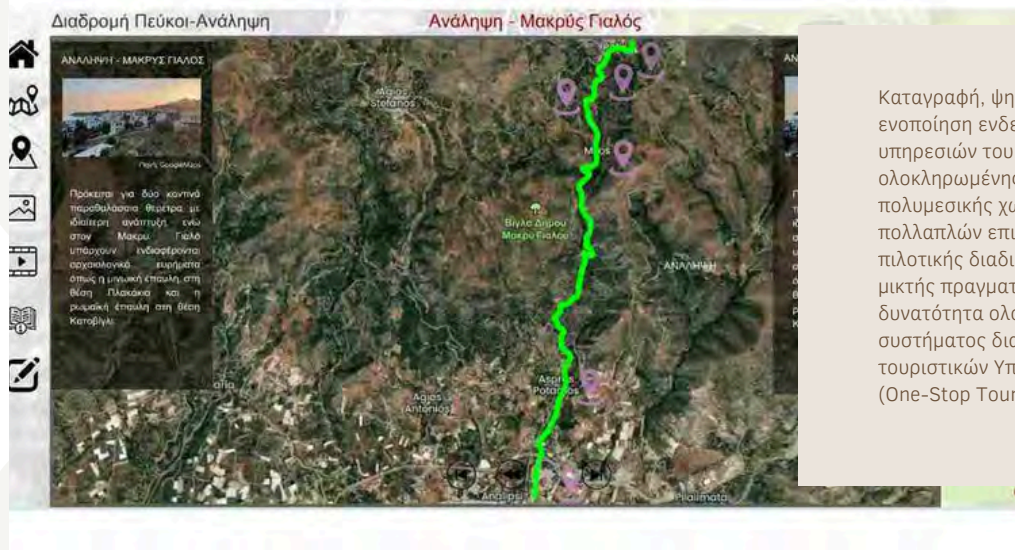 Διαδρομή Πεύκοι-Ανάληψη
Ανάληψη - Μακρύς Γιαλός
ΑΝΑΛΗΨΗ - ΜΑΚΡΥΣ ΓΙΑΛΟΣ
Πρόκειται για δύο κοντινά
παραθαλάσσια θέρετρα με
ιδιαίτερη ανάπτυξη, ενώ
στον Μακρύ Γιαλό
υπάρχουν ενδιαφέροντα
αρχαιολογικά ευρήματα
όπως η μινωική έπαυλη στη
θέση Πλακάκια και η
ρωμαϊκή έπαυλη στη θέση
Κατοβίγλι.
Agios
Stefanos
Βίγλα Δήμου
Μακρύ Γιαλού
ΑΝΑΛΗΨΗ
Aspros
Potamos
Agios
Antonios
Analipsi
Pilalimata
ΑΝ
Καταγραφή, ψη
ενοποίηση ενδε
υπηρεσιών του
ολοκληρωμένης
πολυμεσικής χω
πολλαπλών επι
πιλοτικής διαδι
μικτής πραγματ
δυνατότητα ολο
συστήματος δια
τουριστικών Υπ
(One-Stop Tour